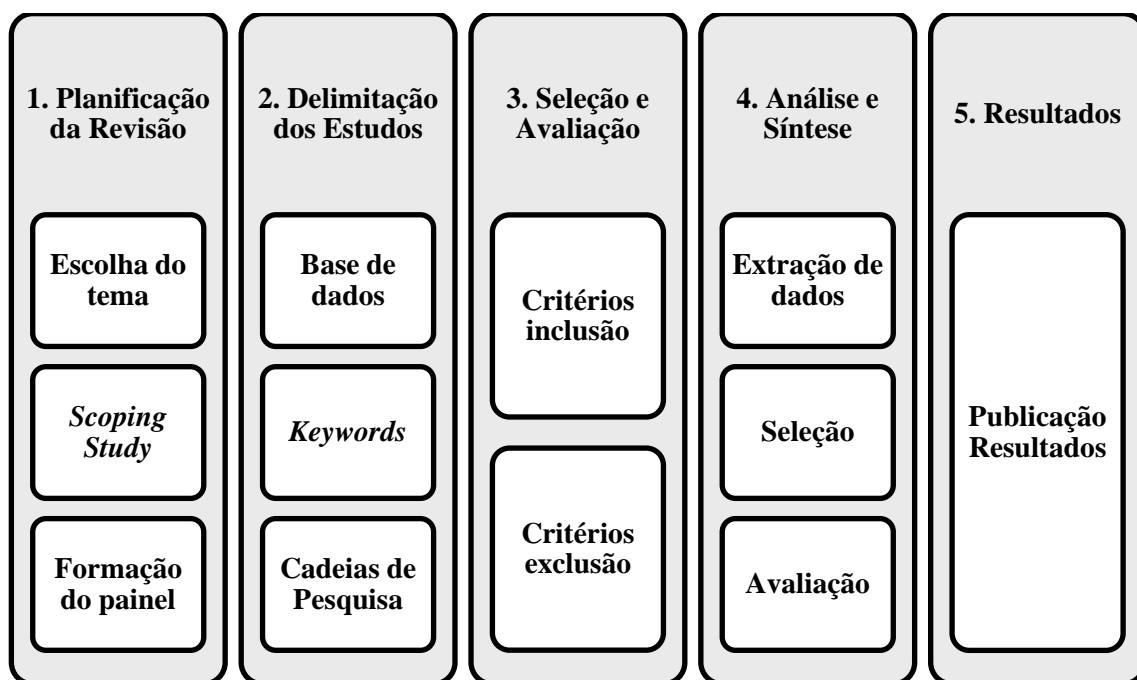 1. Planificação
da Revisão
Escolha do
tema
Scoping
Study
Formação
do painel
2. Delimitação
dos Estudos
Base de
dados
Keywords
Cadeias de
Pesquisa
3. Seleção e
Avaliação
Critérios
inclusão
Critérios
exclusão
4. Análise e
Síntese
Extração de
dados
Seleção
Avaliação
5. Resultados
Publicação
Resultados